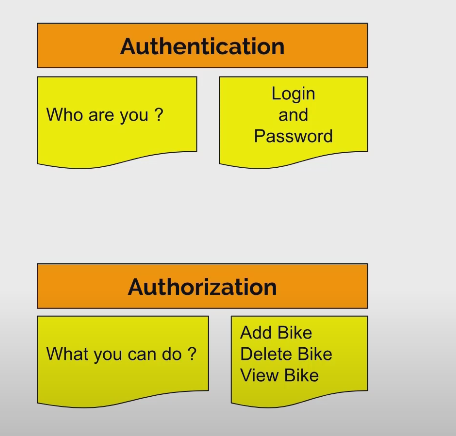 Authentication
Who are you ?
Login
and
Password
Authorization
What you can do ?
Add Bike
Delete Bike
View Bike